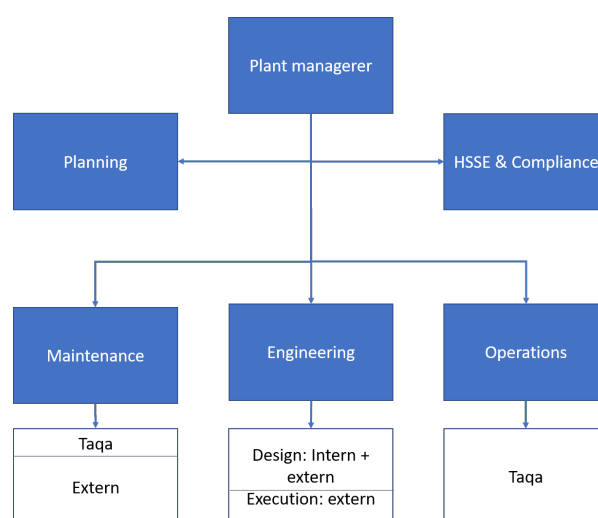 Plant managerer
Planning
HSSE & Compliance
Maintenance
Engineering
Operations
Taqa
Extern
Design: Intern +
extern
Execution: extern
Taqa